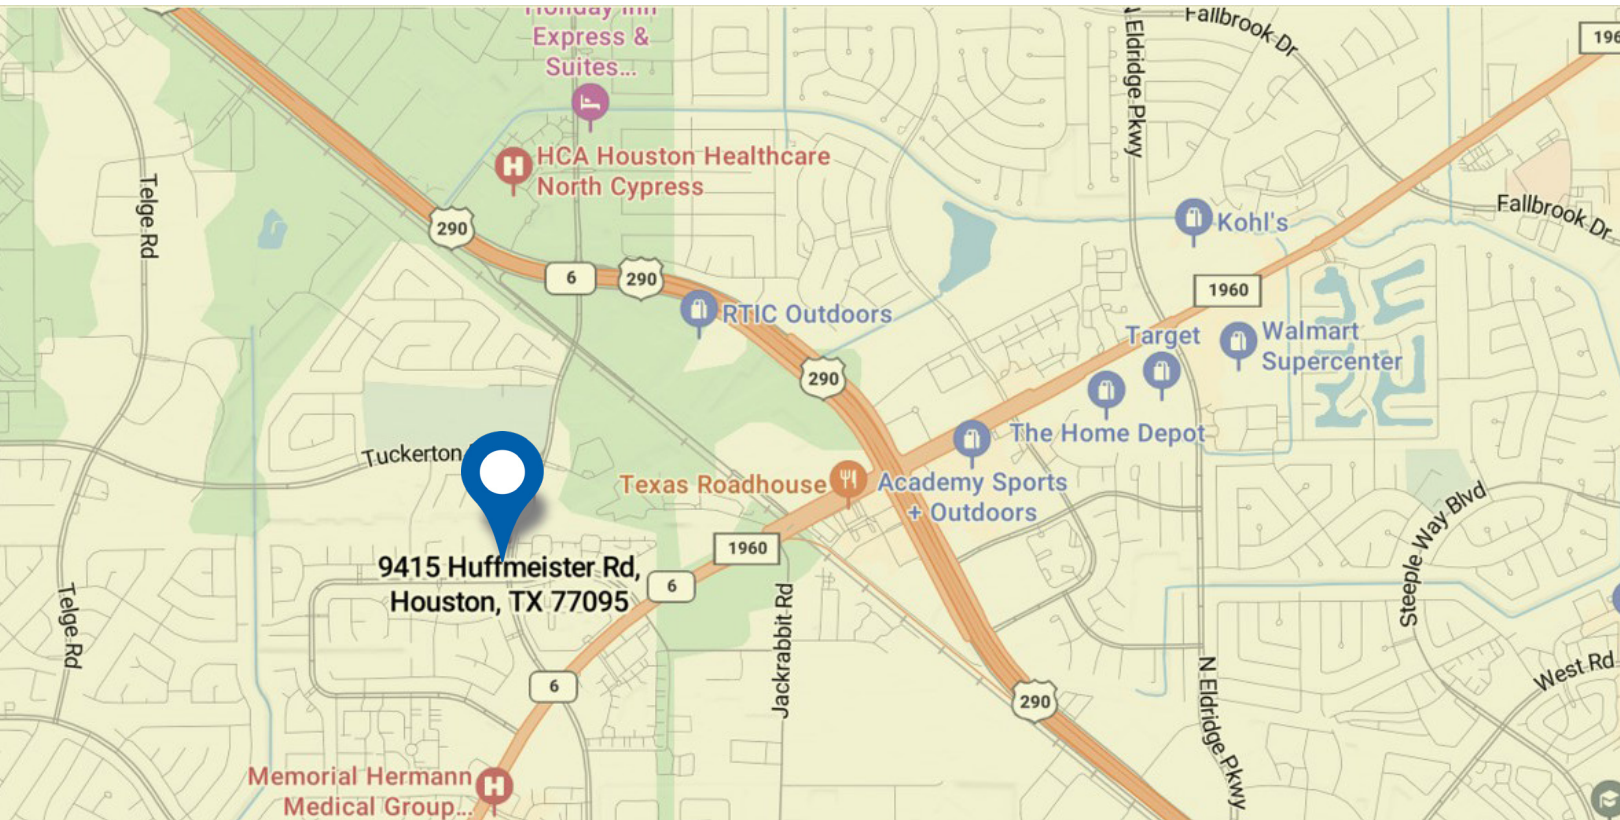 Holiday Inn
Express &
Suites...
HCA Houston Healthcare
North Cypress
N Eldridge Pkwy
Fallbrook Dr
196
Telge Rd
290
6
290
RTIC Outdoors
Kohl's
Fallbrook Dr
1960
Target
Walmart
Supercenter
290
The Home Depot
Tuckerton
Texas Roadhouse
Academy Sports
+ Outdoors
Steeple Way Blvd
1960
9415 Huffmeister Rd,
Houston, TX 77095
6
Telge Rd
Jackrabbit Rd
6
290
N Eldridge Pkwy
West Rd
Memorial Hermann
Medical Group...